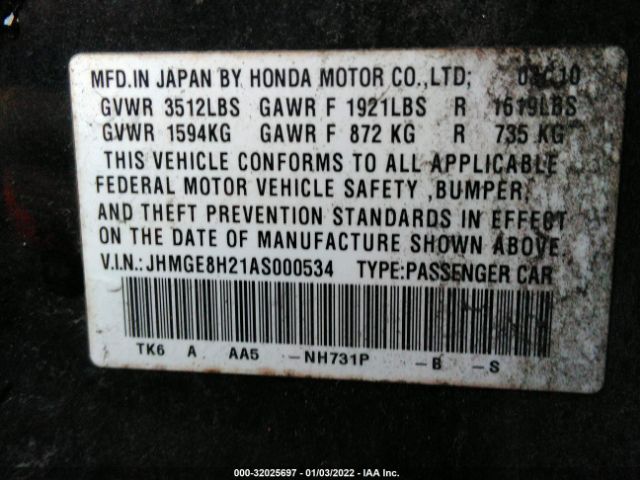 MFD.IN JAPAN BY HONDA MOTOR CO.,LTD;
GVWR 3512LBS GAWR F 1921LBS R 1619LBS
GVWR 1594KG GAWR F 872 KG R 735 KG
THIS VEHICLE CONFORMS TO ALL APPLICABLE
FEDERAL MOTOR VEHICLE SAFETY ,BUMPER,
AND THEFT PREVENTION STANDARDS IN EFFECT
ON THE DATE OF MANUFACTURE SHOWN ABOVE.
V.I.N.:JHMGE8H21AS000534 TYPE:PASSENGER CAR
TK6 A AA5 -NH731P -B -S
000-32025697 - 01/03/2022 - IAA Inc.